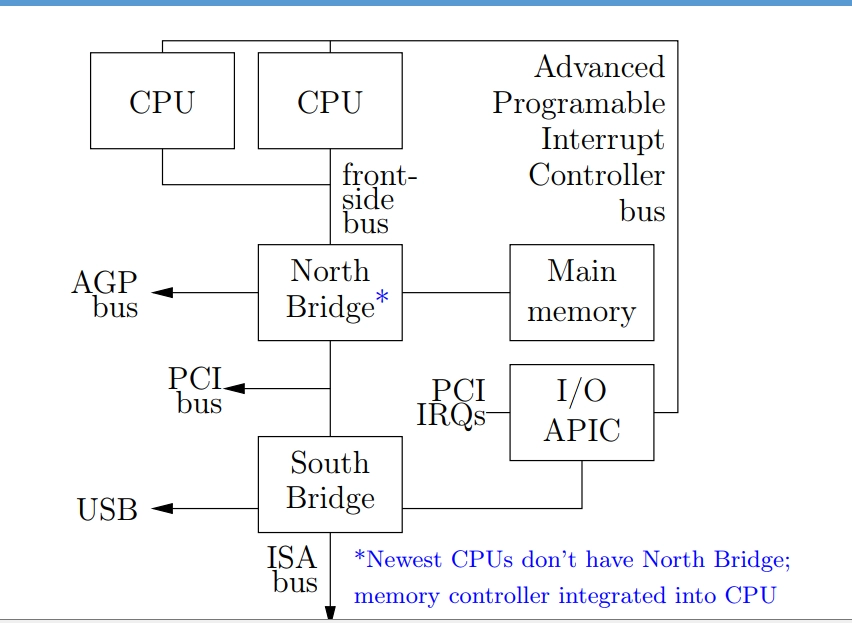 CPU
CPU
Advanced
Programable
Interrupt
Controller
bus
front-
side
bus
AGP
bus
North
Bridge*
Main
memory
PCI
bus
PCI
IRQs
I/O
APIC
South
Bridge
USB
ISA
bus
*Newest CPUs don't have North Bridge;
memory controller integrated into CPU